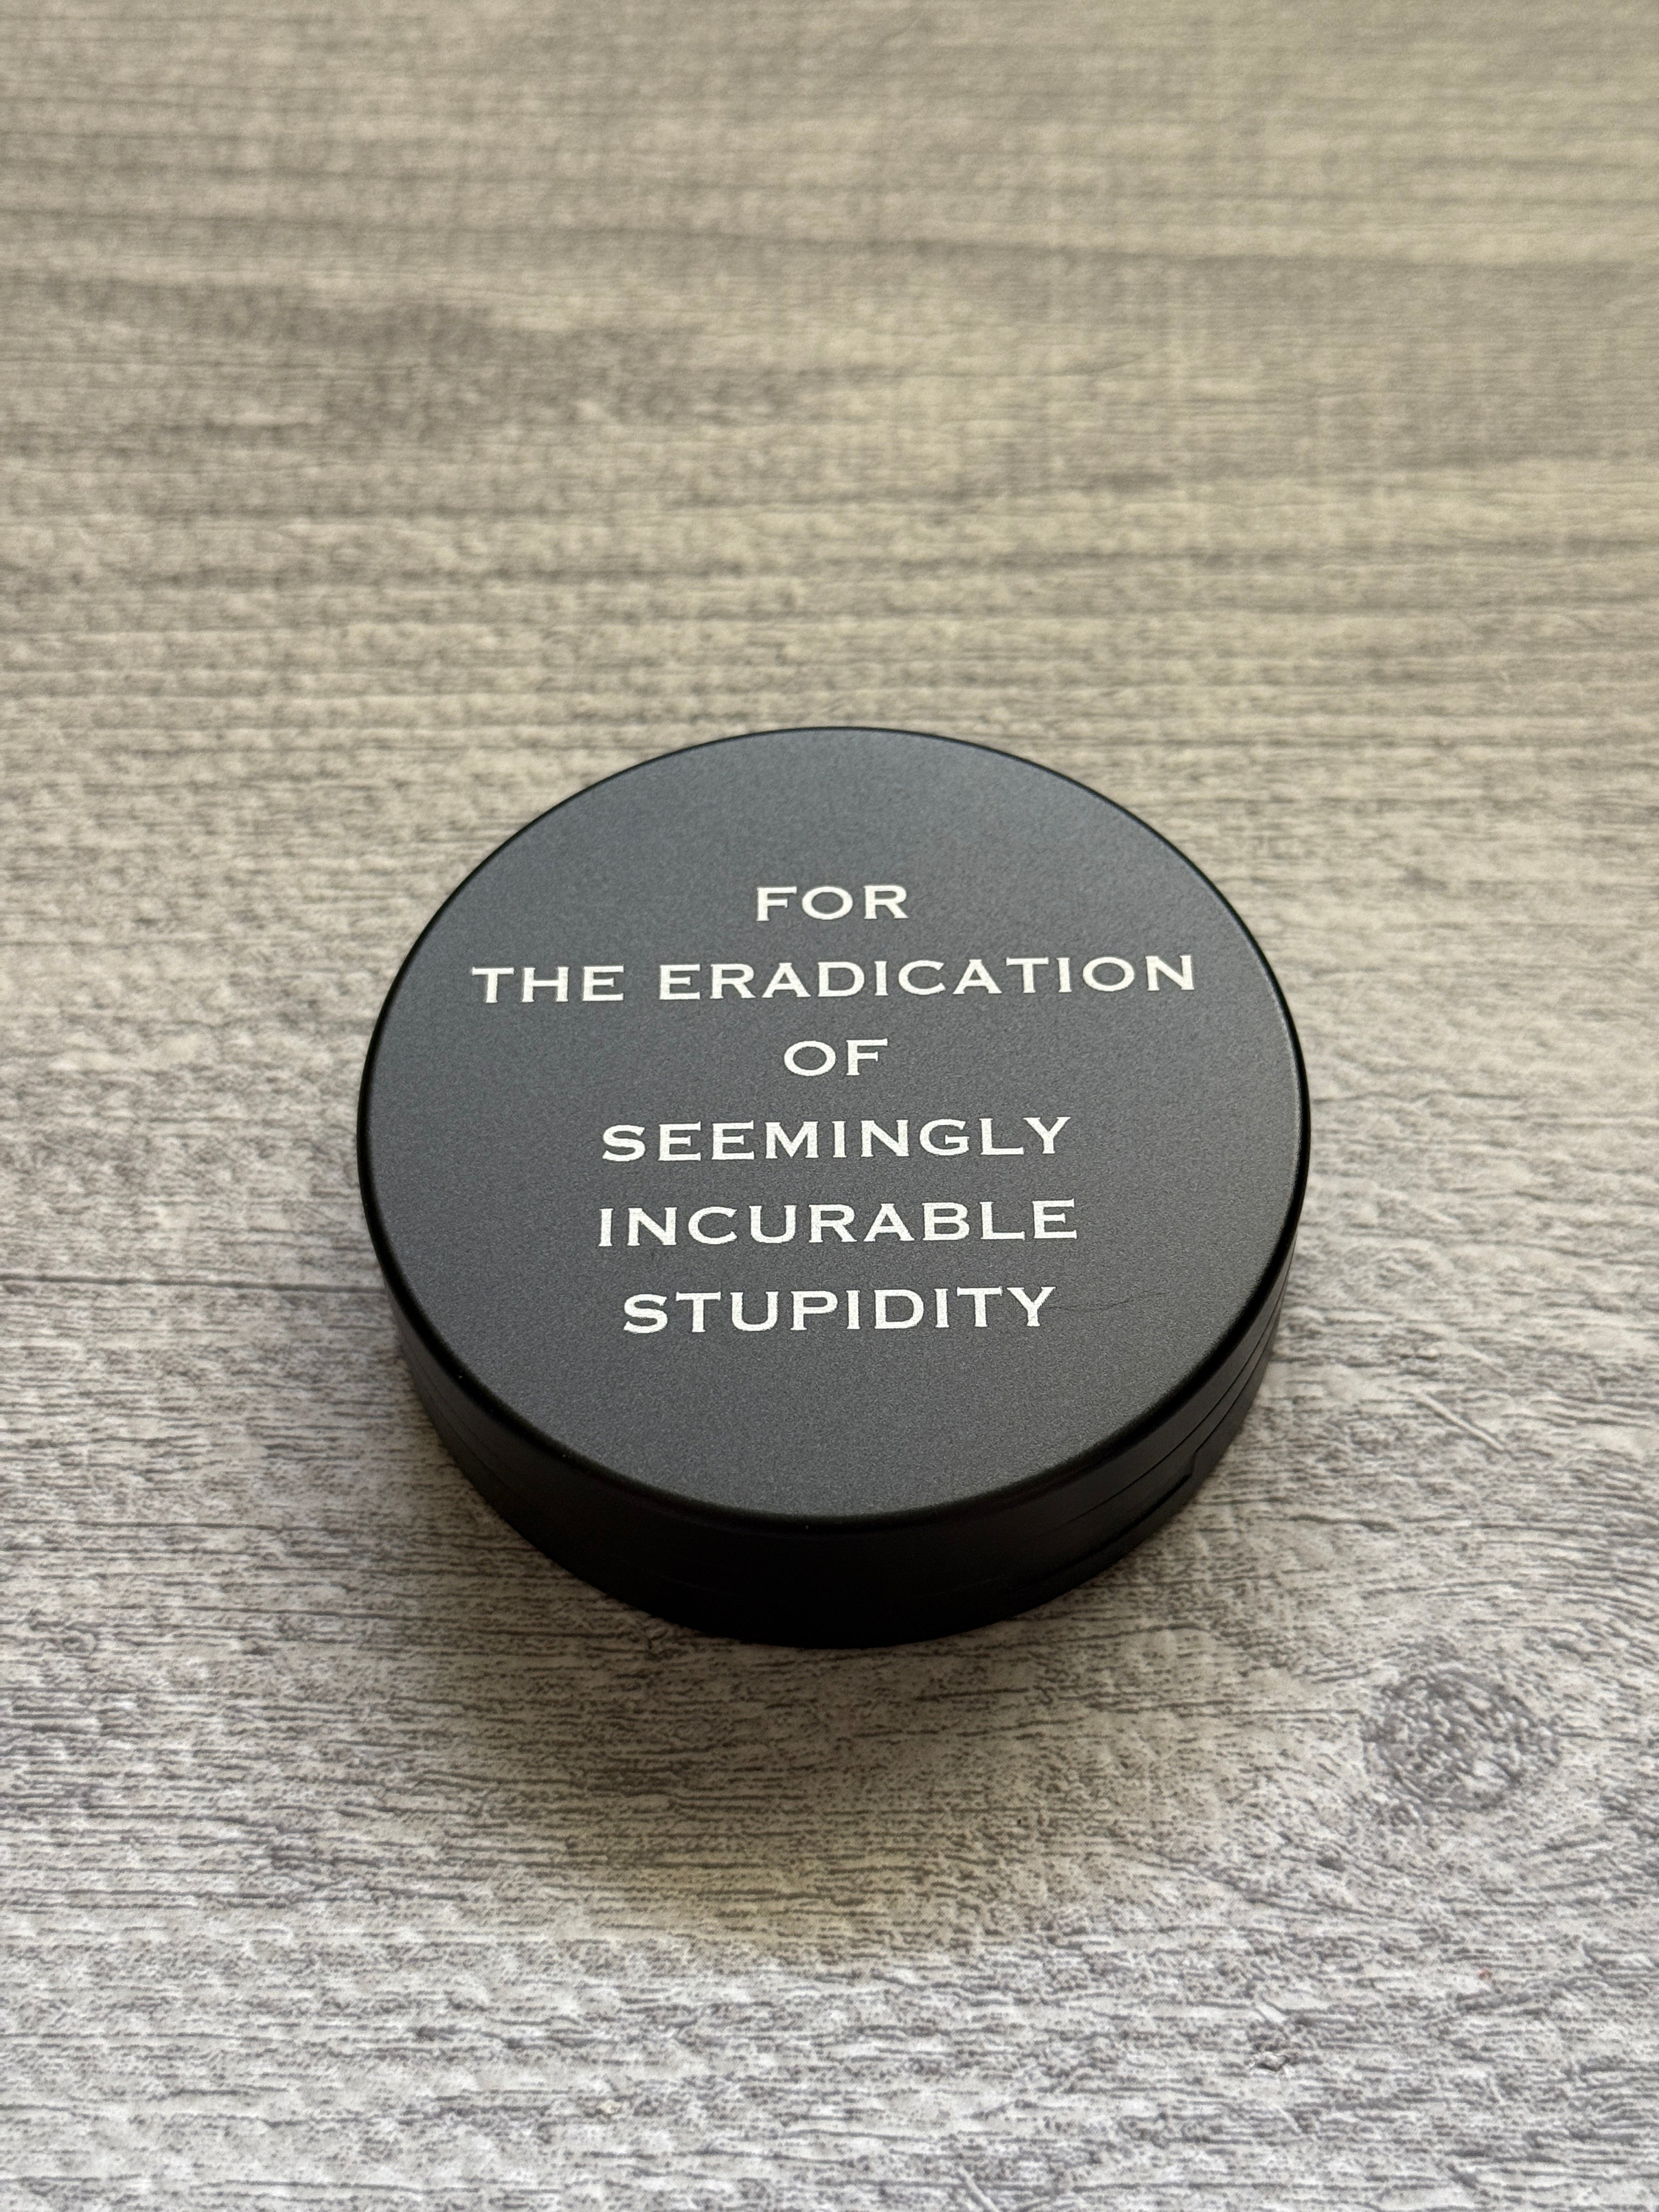 FOR
THE ERADICATION
OF
SEEMINGLY
INCURABLE
STUPIDITY